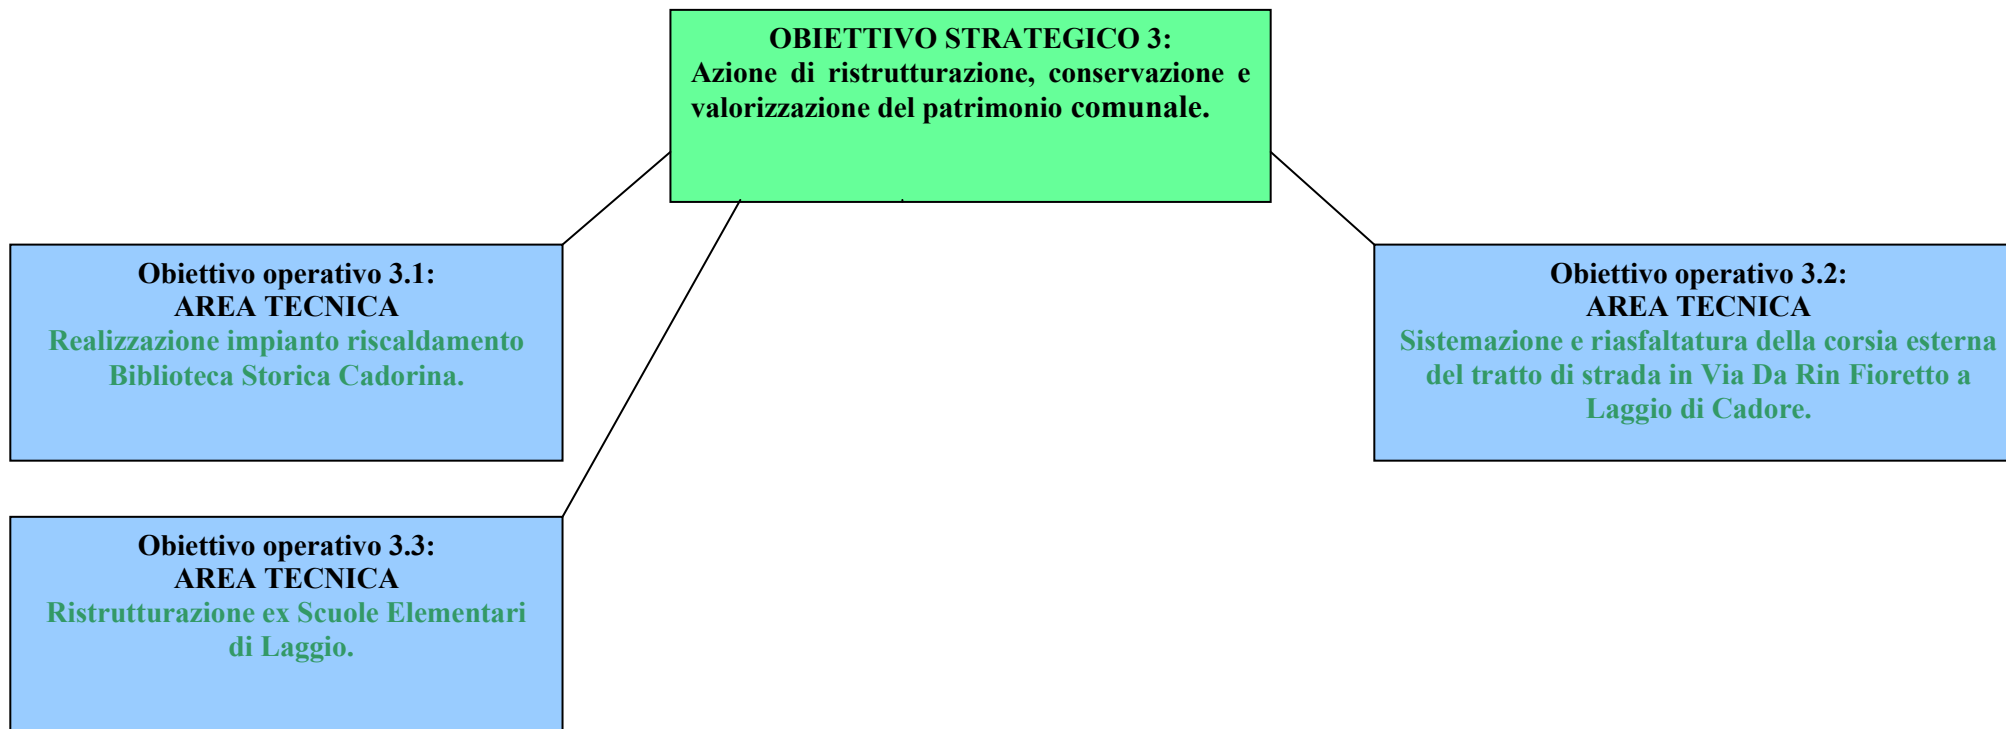 OBIETTIVO STRATEGICO 3:
Azione di ristrutturazione, conservazione e
valorizzazione del patrimonio comunale.
Obiettivo operativo 3.1:
AREA TECNICA
Realizzazione impianto riscaldamento
Biblioteca Storica Cadorina.
Obiettivo operativo 3.2:
AREA TECNICA
Sistemazione e riasfaltatura della corsia esterna
del tratto di strada in Via Da Rin Fioretto a
Laggio di Cadore.
Obiettivo operativo 3.3:
AREA TECNICA
Ristrutturazione ex Scuole Elementari
di Laggio.